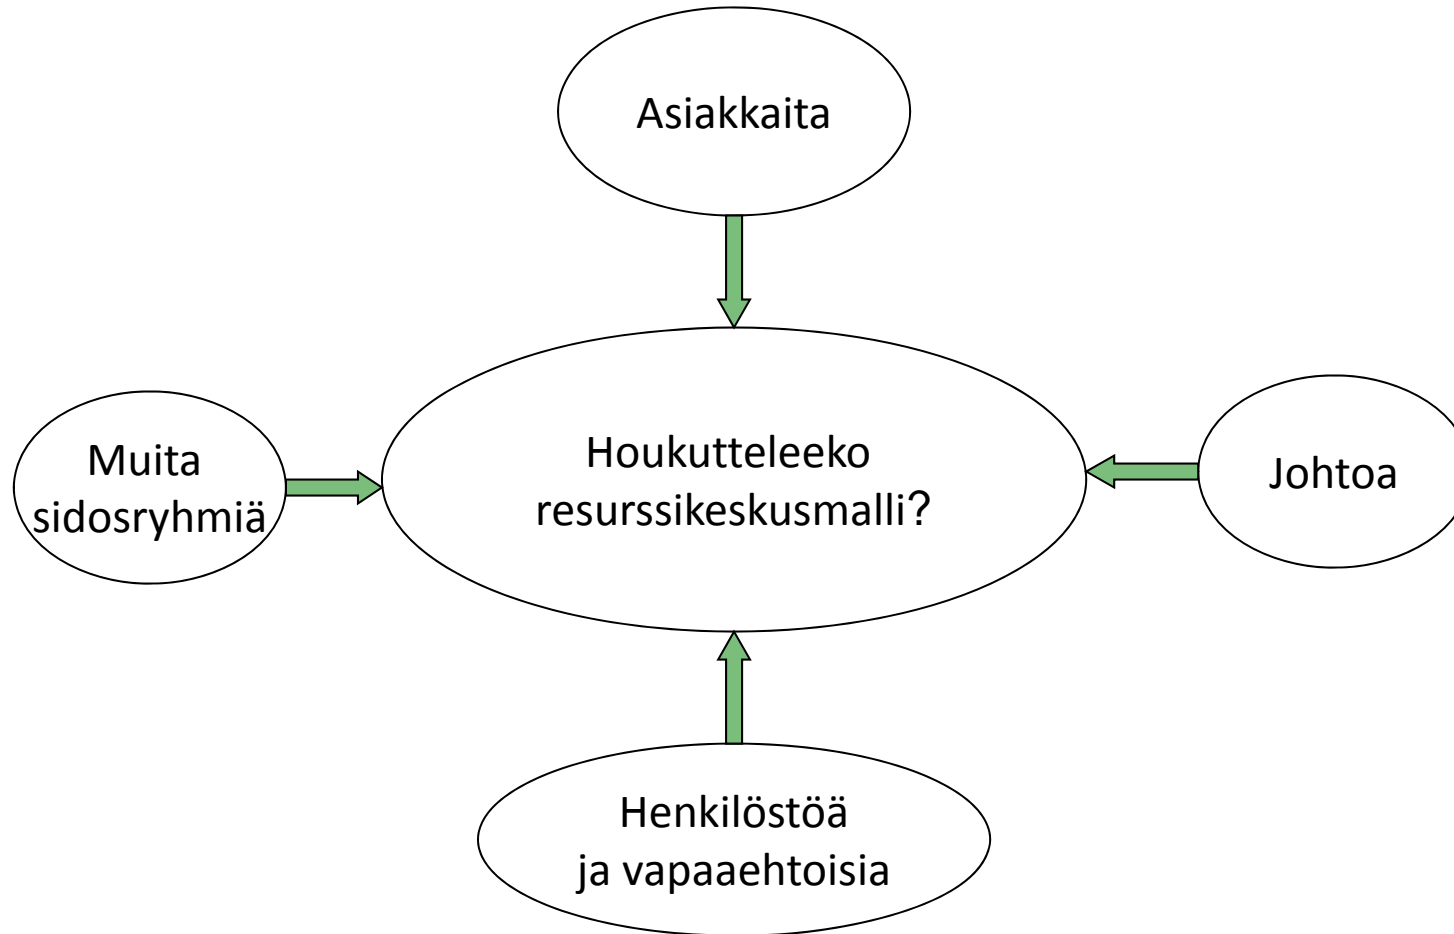 Asiakkaita
Muita
sidosryhmiä
Houkutteleeko
resurssikeskusmalli?
Johtoa
Henkilöstöä
ja vapaaehtoisia